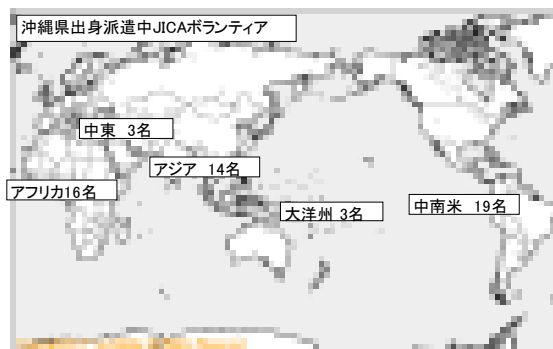 沖縄県出身派遣中JICAボランティア
中東 3名
アジア 14名
アフリカ16名
大洋州 3名
中南米 19名